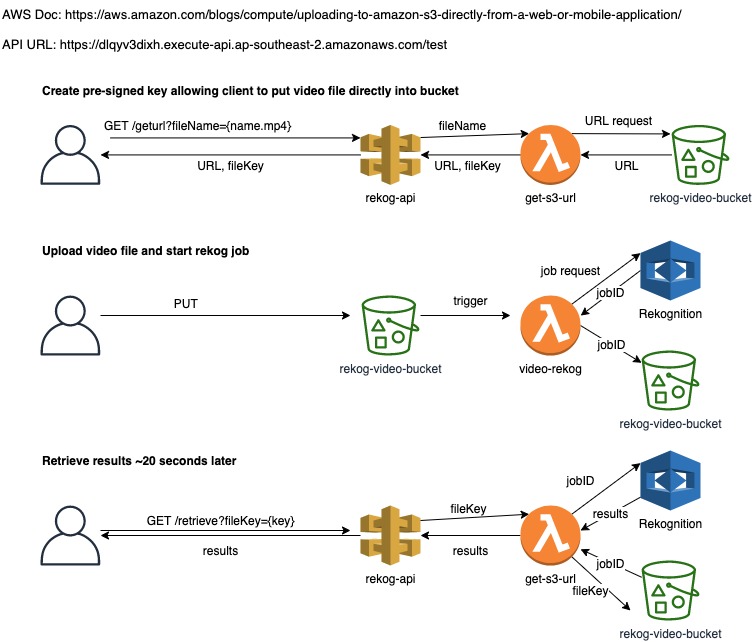 AWS Doc: https://aws.amazon.com/blogs/compute/uploading-to-amazon-s3-directly-from-a-web-or-mobile-application/
API URL: https://dlqyv3dixh.execute-api.ap-southeast-2.amazonaws.com/test
Create pre-signed key allowing client to put video file directly into bucket
GET /geturl?fileName={name.mp4}
fileName
URL request
URL, fileKey
URL, fileKey
URL
rekog-api
get-s3-url
rekog-video-bucket
Upload video file and start rekog job
job request
jobID
Rekognition
PUT
trigger
jobID
rekog-video-bucket
video-rekog
rekog-video-bucket
Retrieve results ~20 seconds later
jobID
results
Rekognition
GET /retrieve?fileKey={key}
fileKey
results
results
jobID
rekog-api
get-s3-url
fileKey
rekog-video-bucket